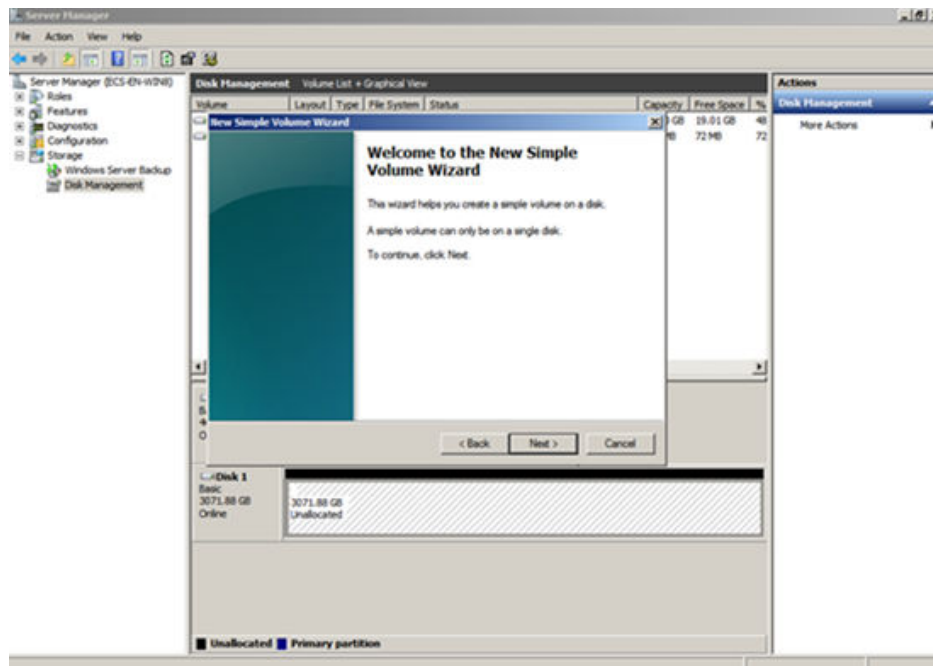 Server Manager
File Action View Help
Server Manager (ECS-EN-WIN8)
Roles
Features
Diagnostics
Configuration
Storage
Windows Server Backup
Disk Management
Disk Management Volume List + Graphical View
Volume Layout Type File System Status Capacity Free Space %
GB 19.01 GB 48
MB 72 MB 72
New Simple Volume Wizard
Welcome to the New Simple
Volume Wizard
This wizard helps you create a simple volume on a disk.
A simple volume can only be on a single disk.
To continue, click Next.
< Back Next > Cancel
Disk 1
Basic
3071.88 GB
Online
3071.88 GB
Unallocated
Unallocated Primary partition
Actions
Disk Management
More Actions